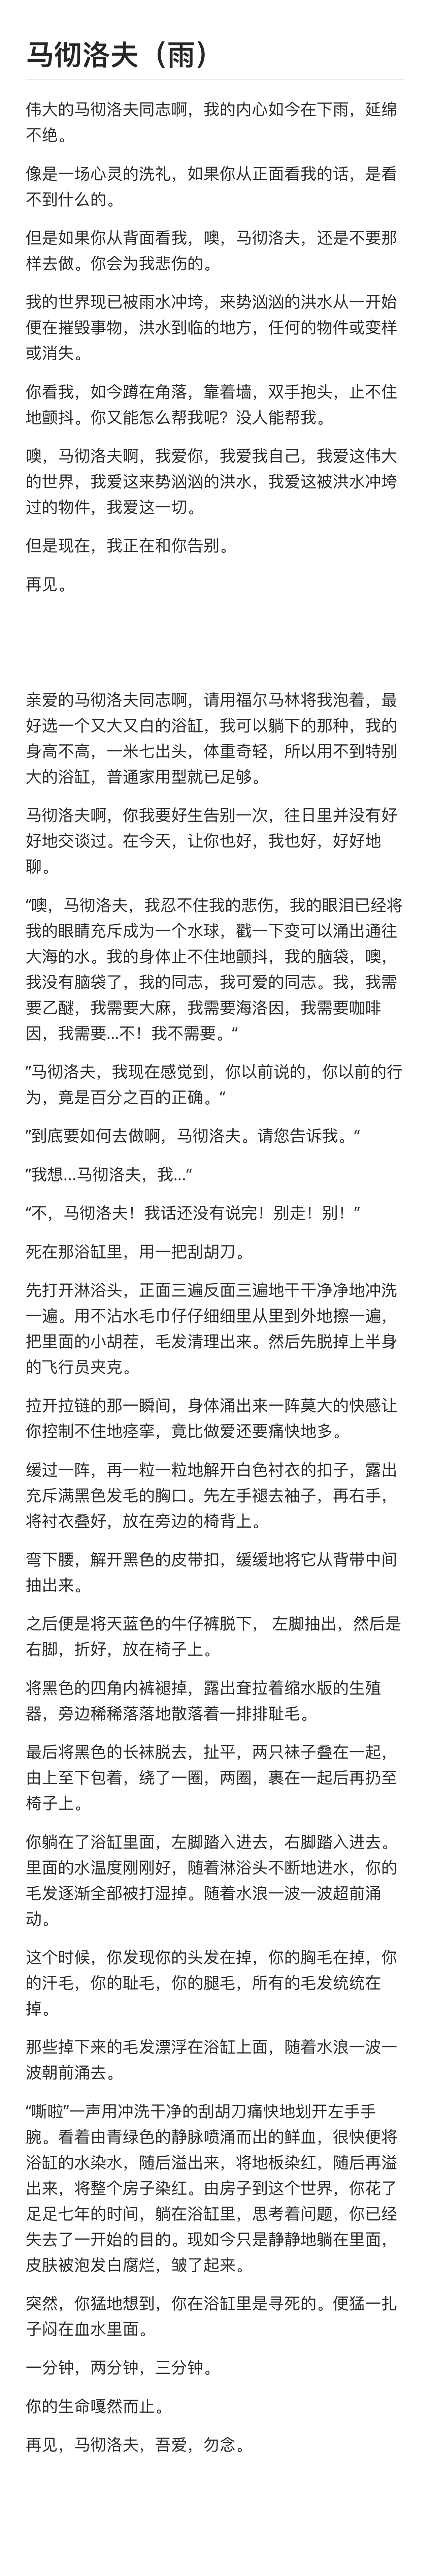 马彻洛夫（雨）
伟大的马彻洛夫同志啊，我的内心如今在下雨，延绵
不绝。
像是一场心灵的洗礼，如果你从正面看我的话，是看
不到什么的。
但是如果你从背面看我，噢，马彻洛夫，还是不要那
样去做。你会为我悲伤的。
我的世界现已被雨水冲垮，来势汹汹的洪水从一开始
便在摧毁事物，洪水到临的地方，任何的物件或变样
或消失。
你看我，如今蹲在角落，靠着墙，双手抱头，止不住
地颤抖。你又能怎么帮我呢？没人能帮我。
噢，马彻洛夫啊，我爱你，我爱我自己，我爱这伟大
的世界，我爱这来势汹汹的洪水，我爱这被洪水冲垮
过的物件，我爱这一切。
但是现在，我正在和你告别。
再见。
亲爱的马彻洛夫同志啊，请用福尔马林将我泡着，最
好选一个又大又白的浴缸，我可以躺下的那种，我的
身高不高，一米七出头，体重奇轻，所以用不到特别
大的浴缸，普通家用型就已足够。
马彻洛夫啊，你我要好生告别一次，往日里并没有好
好地交谈过。在今天，让你也好，我也好，好好地
聊。
“噢，马彻洛夫，我忍不住我的悲伤，我的眼泪已经将
我的眼睛充斥成为一个水球，戳一下变可以涌出通往
大海的水。我的身体止不住地颤抖，我的脑袋，噢，
我没有脑袋了，我的同志，我可爱的同志。我，我需
要乙醚，我需要大麻，我需要海洛因，我需要咖啡
因，我需要...不！我不需要。“
”马彻洛夫，我现在感觉到，你以前说的，你以前的行
为，竟是百分之百的正确。“
”到底要如何去做啊，马彻洛夫。请您告诉我。“
”我想...马彻洛夫，我...“
“不，马彻洛夫！我话还没有说完！别走！别！”
死在那浴缸里，用一把刮胡刀。
先打开淋浴头，正面三遍反面三遍地干干净净地冲洗
一遍。用不沾水毛巾仔仔细细里从里到外地擦一遍，
把里面的小胡茬，毛发清理出来。然后先脱掉上半身
的飞行员夹克。
拉开拉链的那一瞬间，身体涌出来一阵莫大的快感让
你控制不住地痉挛，竟比做爱还要痛快地多。
缓过一阵，再一粒一粒地解开白色衬衣的扣子，露出
充斥满黑色发毛的胸口。先左手褪去袖子，再右手，
将衬衣叠好，放在旁边的椅背上。
弯下腰，解开黑色的皮带扣，缓缓地将它从背带中间
抽出来。
之后便是将天蓝色的牛仔裤脱下， 左脚抽出，然后是
右脚，折好，放在椅子上。
将黑色的四角内裤褪掉，露出耷拉着缩水版的生殖
器，旁边稀稀落落地散落着一排排耻毛。
最后将黑色的长袜脱去，扯平，两只袜子叠在一起，
由上至下包着，绕了一圈，两圈，裹在一起后再扔至
椅子上。
你躺在了浴缸里面，左脚踏入进去，右脚踏入进去。
里面的水温度刚刚好，随着淋浴头不断地进水，你的
毛发逐渐全部被打湿掉。随着水浪一波一波超前涌
动。
这个时候，你发现你的头发在掉，你的胸毛在掉，你
的汗毛，你的耻毛，你的腿毛，所有的毛发统统在
掉。
那些掉下来的毛发漂浮在浴缸上面，随着水浪一波一
波朝前涌去。
“嘶啦”一声用冲洗干净的刮胡刀痛快地划开左手手
腕。看着由青绿色的静脉喷涌而出的鲜血，很快便将
浴缸的水染水，随后溢出来，将地板染红，随后再溢
出来，将整个房子染红。由房子到这个世界，你花了
足足七年的时间，躺在浴缸里，思考着问题，你已经
失去了一开始的目的。现如今只是静静地躺在里面，
皮肤被泡发白腐烂，皱了起来。
突然，你猛地想到，你在浴缸里是寻死的。便猛一扎
子闷在血水里面。
一分钟，两分钟，三分钟。
你的生命嘎然而止。
再见，马彻洛夫，吾爱，勿念。